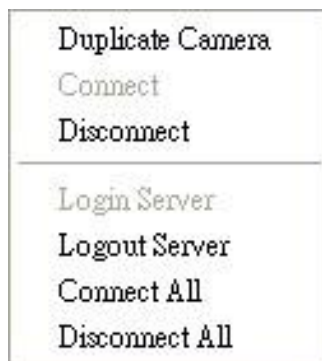 Duplicate Camera
Connect
Disconnect
Login Server
Logout Server
Connect All
Disconnect All